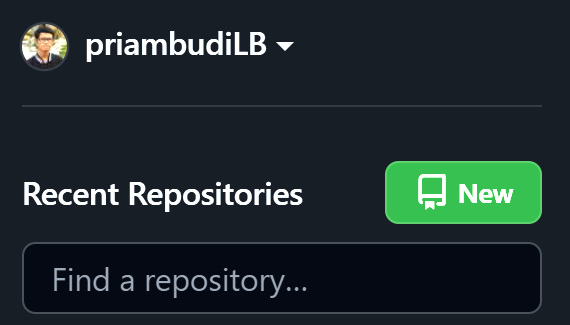 priambudiLB
Recent Repositories
New
Find a repository...